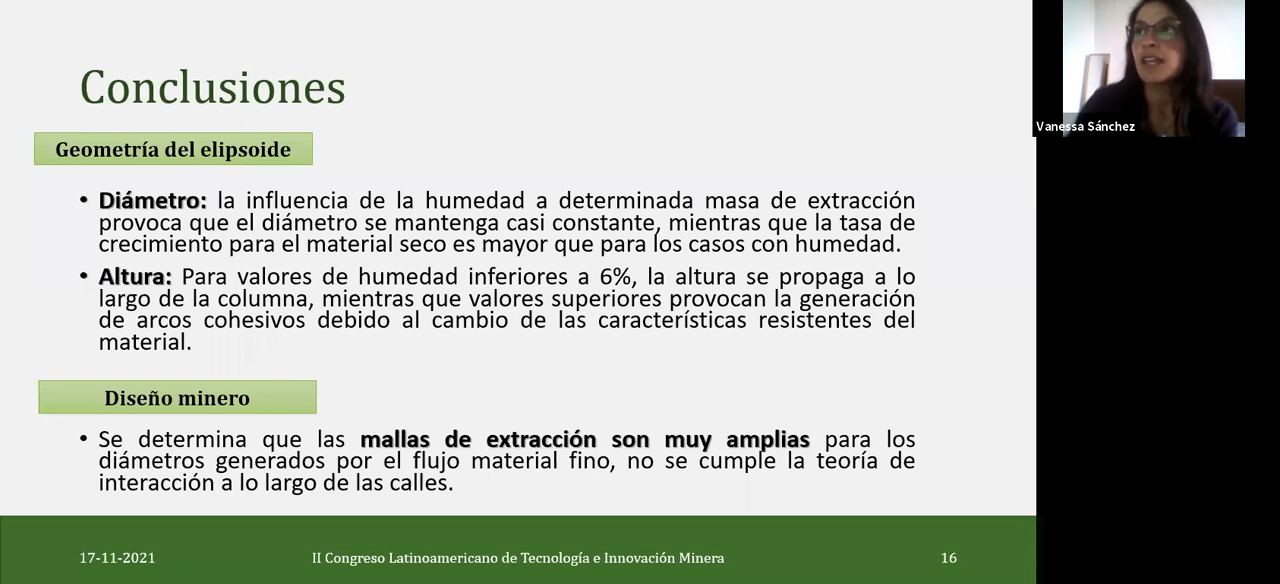 Conclusiones
Vanessa Sánchez
Geometría del elipsoide
• Diámetro: la influencia de la humedad a determinada masa de extracción
provoca que el diámetro se mantenga casi constante, mientras que la tasa de
crecimiento para el material seco es mayor que para los casos con humedad.
• Altura: Para valores de humedad inferiores a 6%, la altura se propaga a lo
largo de la columna, mientras que valores superiores provocan la generación
de arcos cohesivos debido al cambio de las características resistentes del
material.
Diseño minero
• Se determina que las mallas de extracción son muy amplias para los
diámetros generados por el flujo material fino, no se cumple la teoría de
interacción a lo largo de las calles.
17-11-2021
II Congreso Latinoamericano de Tecnología e Innovación Minera
16